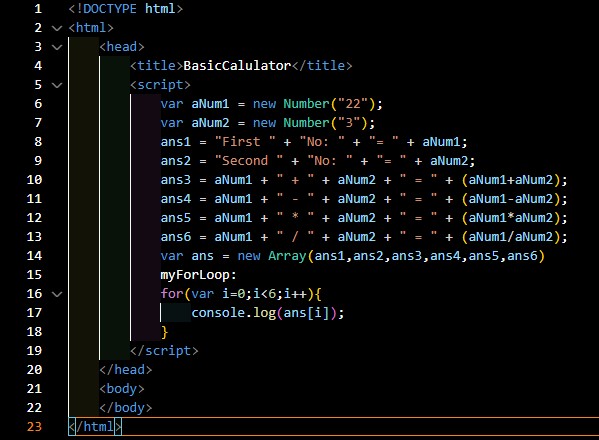 1 <!DOCTYPE html>
2 <html>
3 <head>
4 <title>BasicCalulator</title>
5 <script>
6 var aNum1 = new Number("22");
7 var aNum2 = new Number("3");
8 ans1 = "First " + "No: " + "= " + aNum1;
9 ans2 = "Second " + "No: " + "= " + aNum2;
10 ans3 = aNum1 + " + " + aNum2 + " = " + (aNum1+aNum2);
11 ans4 = aNum1 + " - " + aNum2 + " = " + (aNum1-aNum2);
12 ans5 = aNum1 + " * " + aNum2 + " = " + (aNum1*aNum2);
13 ans6 = aNum1 + " / " + aNum2 + " = " + (aNum1/aNum2);
14 var ans = new Array(ans1,ans2,ans3,ans4,ans5,ans6)
15 myForLoop:
16 for(var i=0;i<6;i++){
17 console.log(ans[i]);
18 }
19 </script>
20 </head>
21 <body>
22 </body>
23 </html>